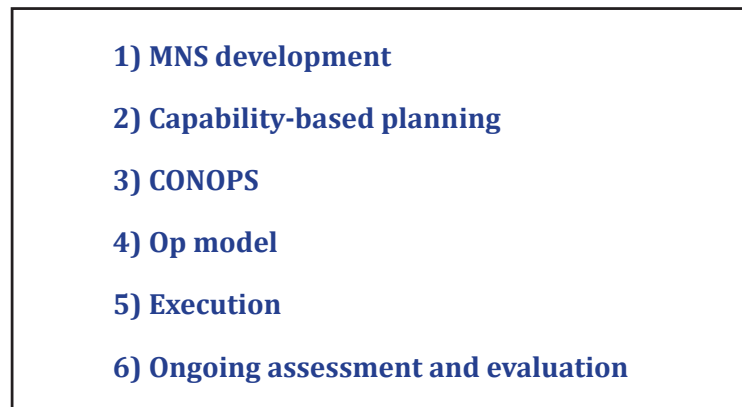 1) MNS development
2) Capability-based planning
3) CONOPS
4) Op model
5) Execution
6) Ongoing assessment and evaluation